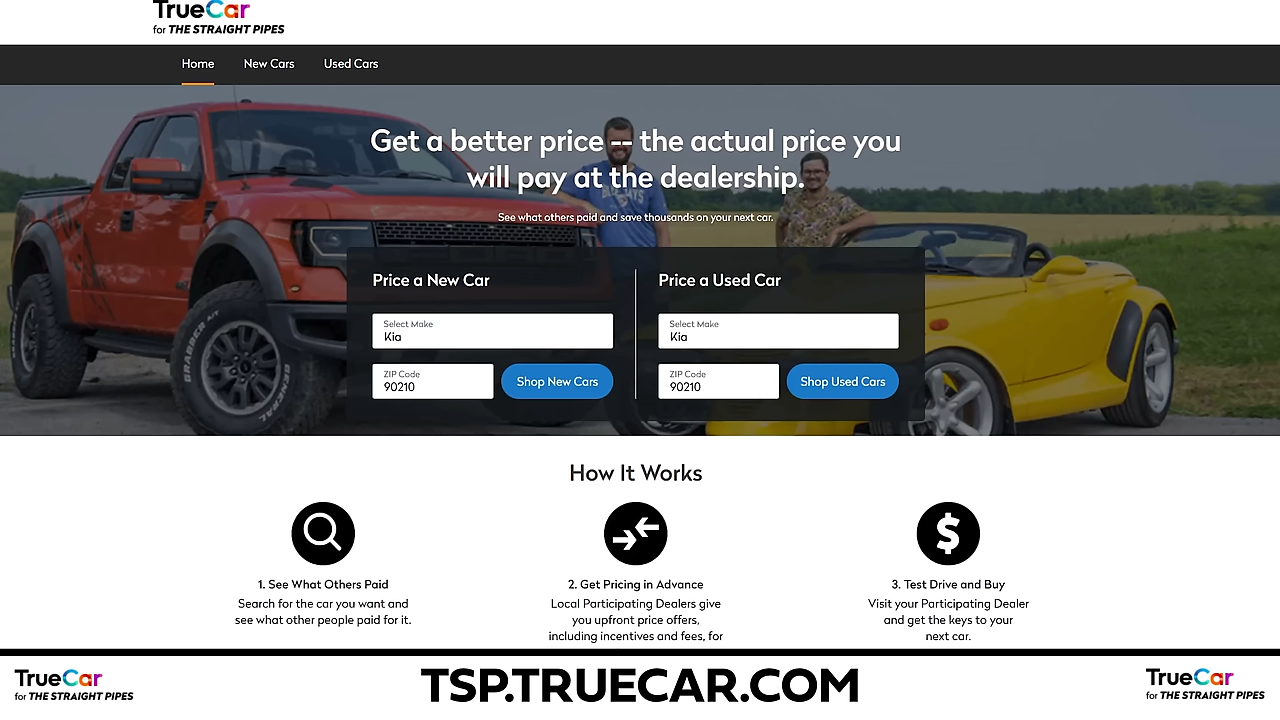 TrueCar
for THE STRAIGHT PIPES
Home New Cars Used Cars
Get a better price -- the actual price you
will pay at the dealership.
See what others paid and save thousands on your next car.
Price a New Car
Select Make
Kia
ZIP Code
90210
Shop New Cars
Price a Used Car
Select Make
Kia
ZIP Code
90210
Shop Used Cars
GRABBER A/T
GENERAL
How It Works
1. See What Others Paid
Search for the car you want and
see what other people paid for it.
2. Get Pricing in Advance
Local Participating Dealers give
you upfront price offers,
including incentives and fees, for
3. Test Drive and Buy
Visit your Participating Dealer
and get the keys to your
next car.
TrueCar
for THE STRAIGHT PIPES
TSP.TRUECAR.COM
TrueCar
for THE STRAIGHT PIPES